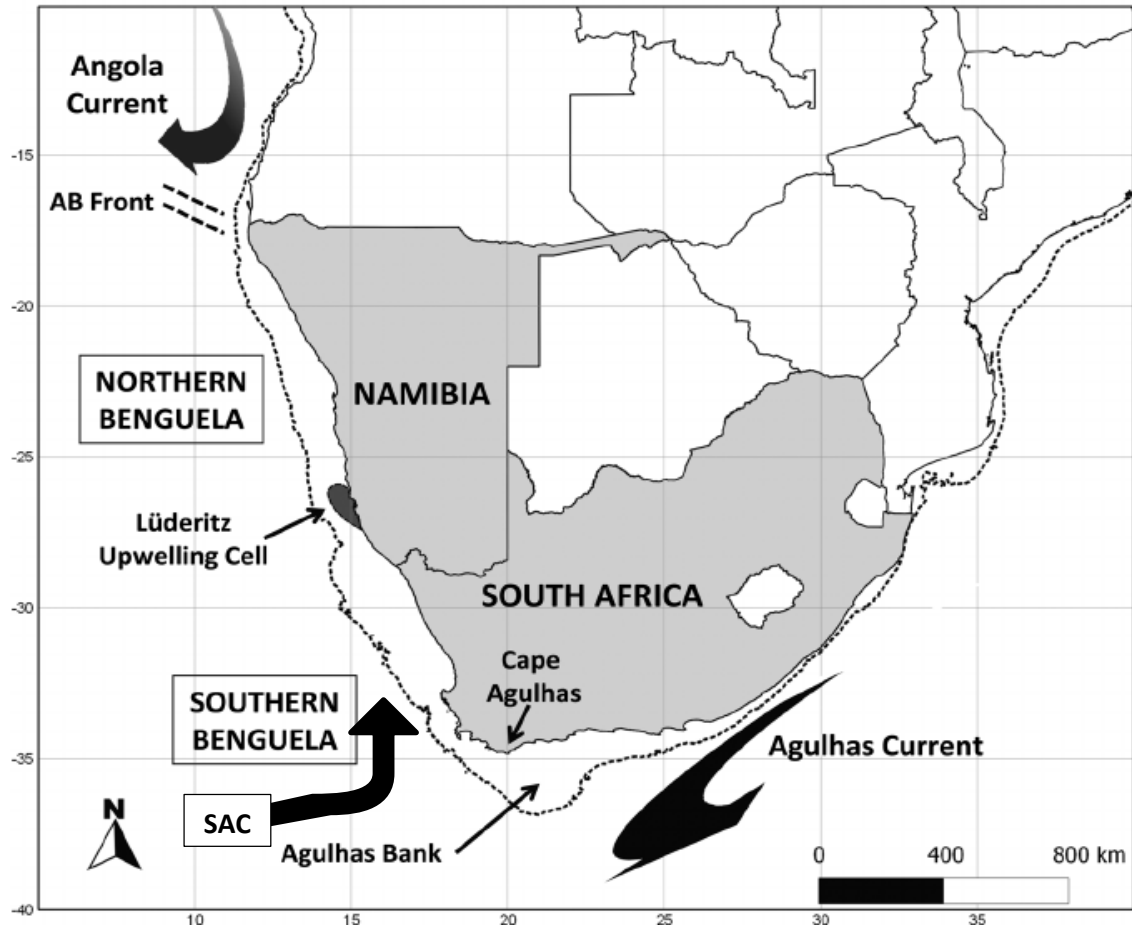 Angola
Current
-15
AB Front
-20
NORTHERN
BENGUELA
NAMIBIA
-25
Lüderitz
Upwelling Cell
SOUTH AFRICA
-30
Cape
Agulhas
SOUTHERN
BENGUELA
Agulhas Current
-35
N
SAC
Agulhas Bank
0 400 800 km
-40
10 15 20 25 30 35